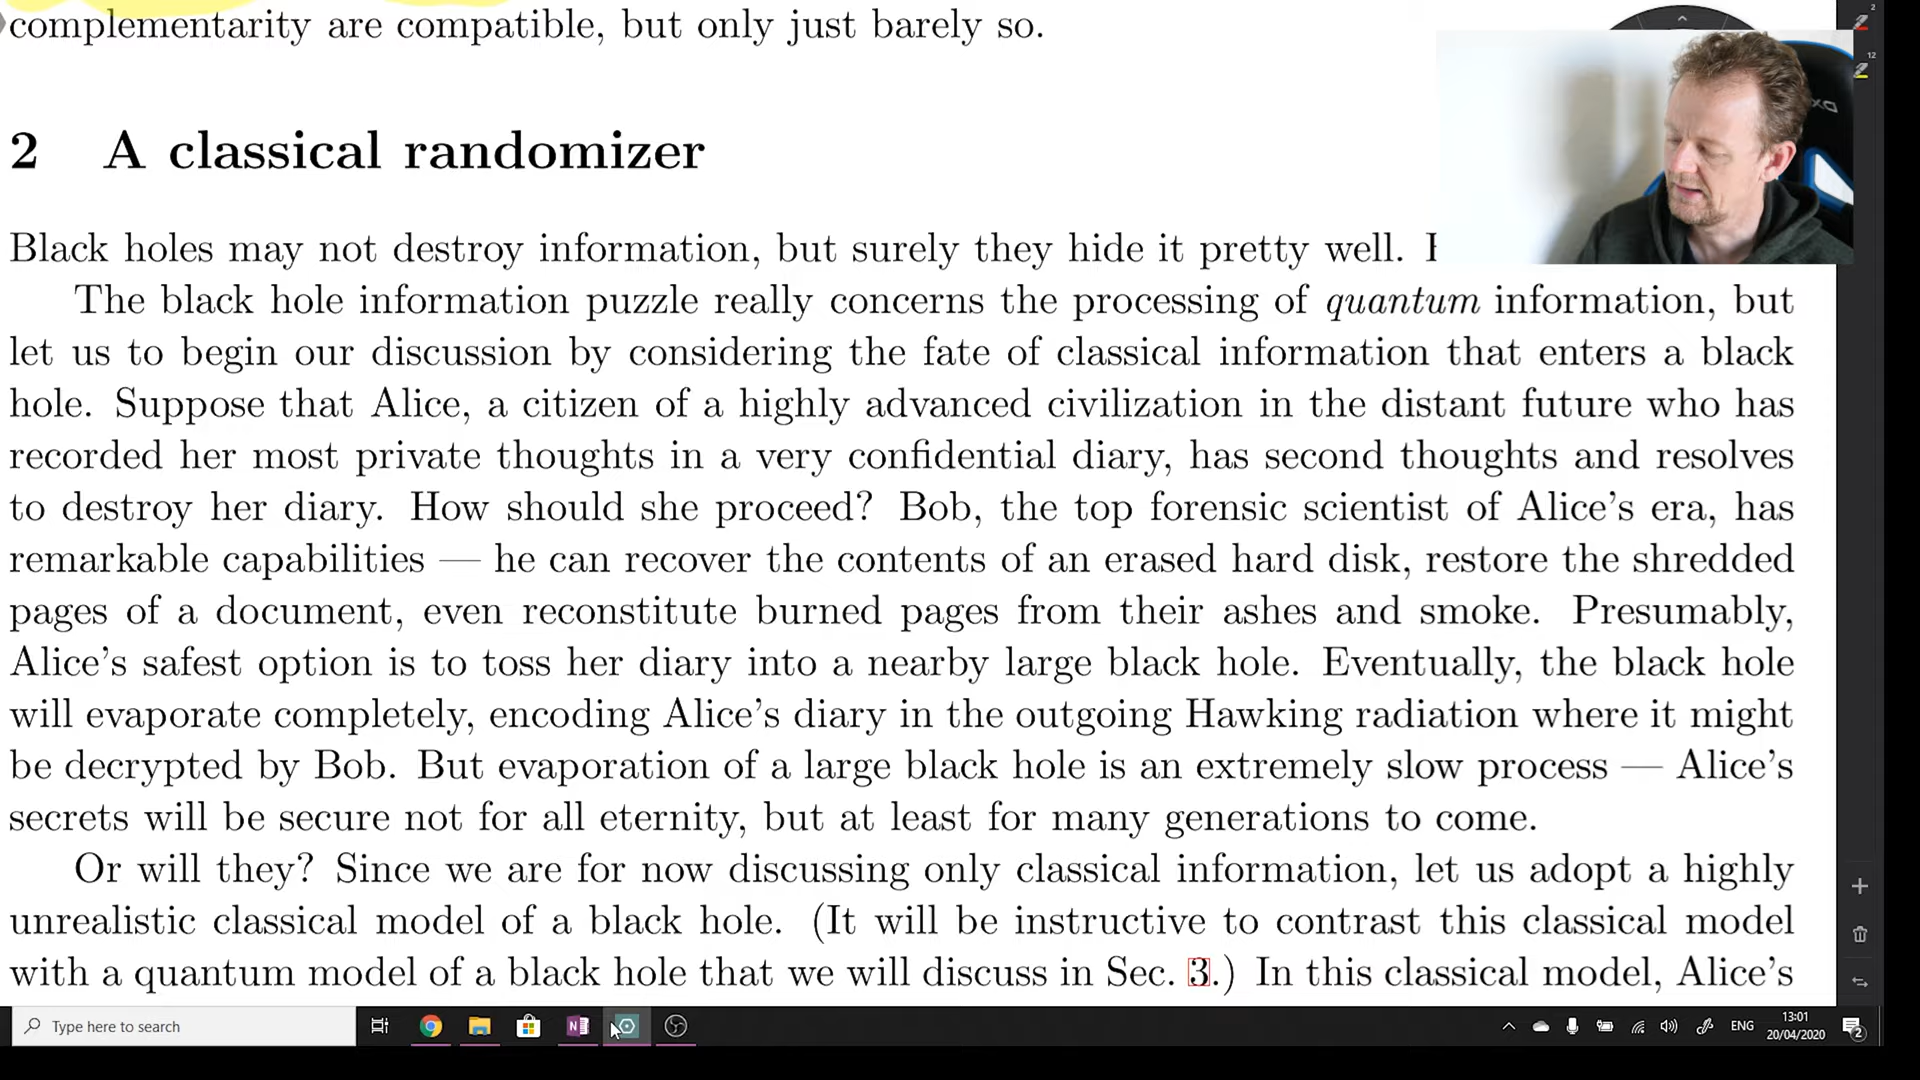 complementarity are compatible, but only just barely so.
2 A classical randomizer
Black holes may not destroy information, but surely they hide it pretty well.
The black hole information puzzle really concerns the processing of quantum information, but
let us to begin our discussion by considering the fate of classical information that enters a black
hole. Suppose that Alice, a citizen of a highly advanced civilization in the distant future who has
recorded her most private thoughts in a very confidential diary, has second thoughts and resolves
to destroy her diary. How should she proceed? Bob, the top forensic scientist of Alice's era, has
remarkable capabilities — he can recover the contents of an erased hard disk, restore the shredded
pages of a document, even reconstitute burned pages from their ashes and smoke. Presumably,
Alice's safest option is to toss her diary into a nearby large black hole. Eventually, the black hole
will evaporate completely, encoding Alice's diary in the outgoing Hawking radiation where it might
be decrypted by Bob. But evaporation of a large black hole is an extremely slow process — Alice's
secrets will be secure not for all eternity, but at least for many generations to come.
Or will they? Since we are for now discussing only classical information, let us adopt a highly
unrealistic classical model of a black hole. (It will be instructive to contrast this classical model
with a quantum model of a black hole that we will discuss in Sec. 3.) In this classical model, Alice's
2
12
Type here to search
N
ENG
13:01
20/04/2020
2